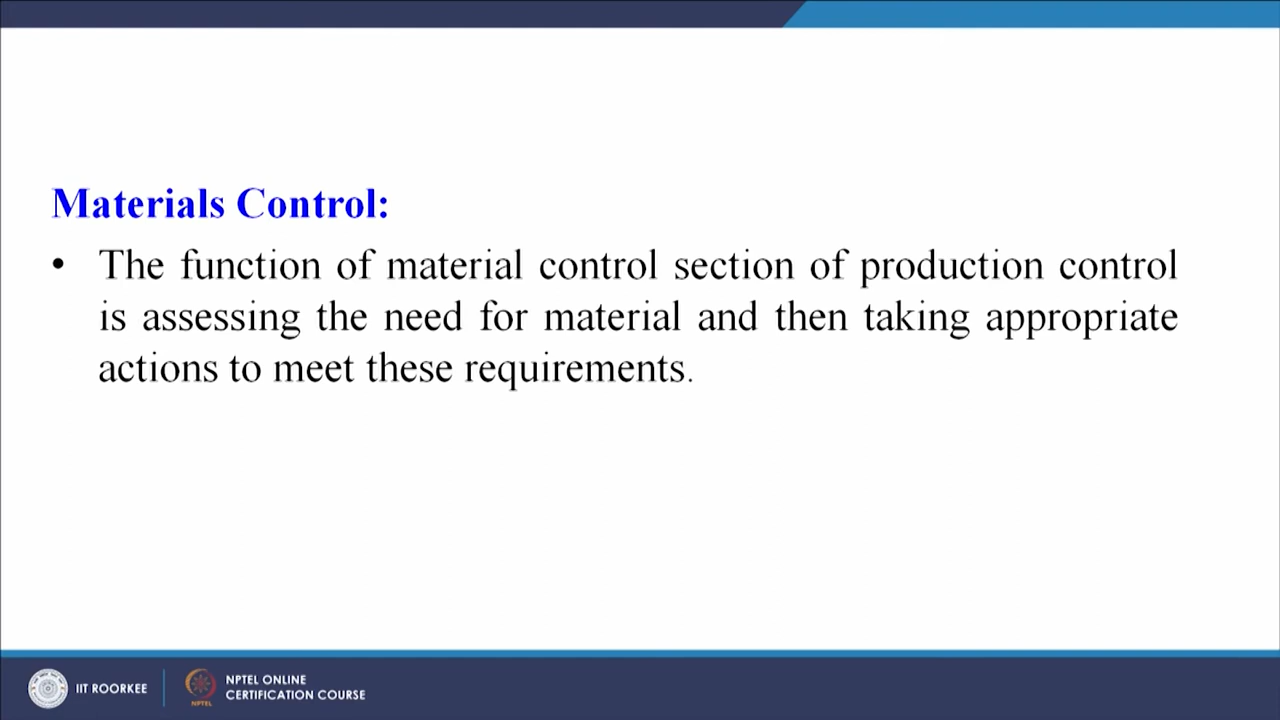 Materials Control:
• The function of material control section of production control
is assessing the need for material and then taking appropriate
actions to meet these requirements.
IIT ROORKEE
NPTEL
NPTEL ONLINE
CERTIFICATION COURSE